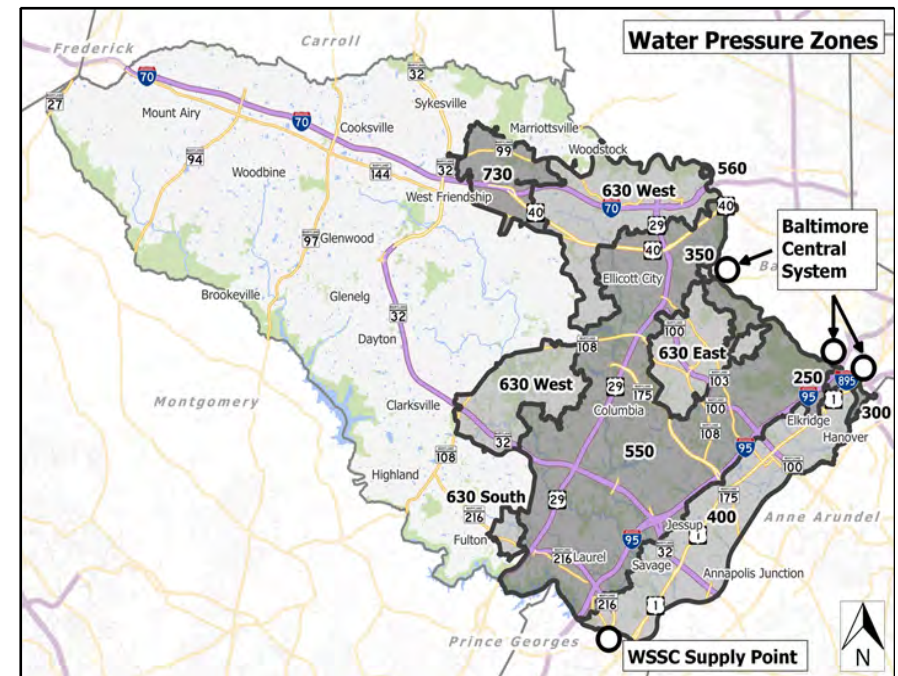 Water Pressure Zones
Frederick
Carroll
70
32
27
Mount Airy
Sykesville
70
Cooksville
Marriottsville
Woodstock
99
94
144
32
730
560
630 West
Woodbine
West Friendship
40
70
40
29
Baltimore
Central
System
97
Glenwood
40
350
Ba
Ellicott City
Brookeville
Glenelg
32
Dayton
108
100
630 East
630 West
29
175
103
250
895
95
1
Montgomery
Clarksville
Columbia
100
Elkridge
300
Hanover
32
108
550
108
95
100
Highland
630 South
29
175
216
400
Anne Arundel
Jessup
1
Fulton
95
216
Laurel
32
Savage
Annapolis Junction
216
1
Prince Georges
WSSC Supply Point
N